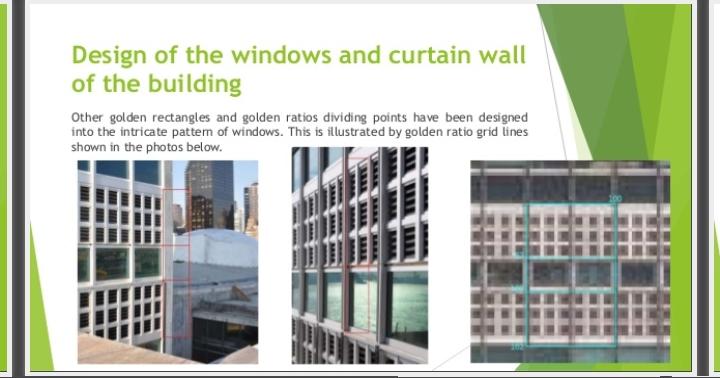 Design of the windows and curtain wall
of the building
Other golden rectangles and golden ratios dividing points have been designed
into the intricate pattern of windows. This is illustrated by golden ratio grid lines
shown in the photos below.
100
162